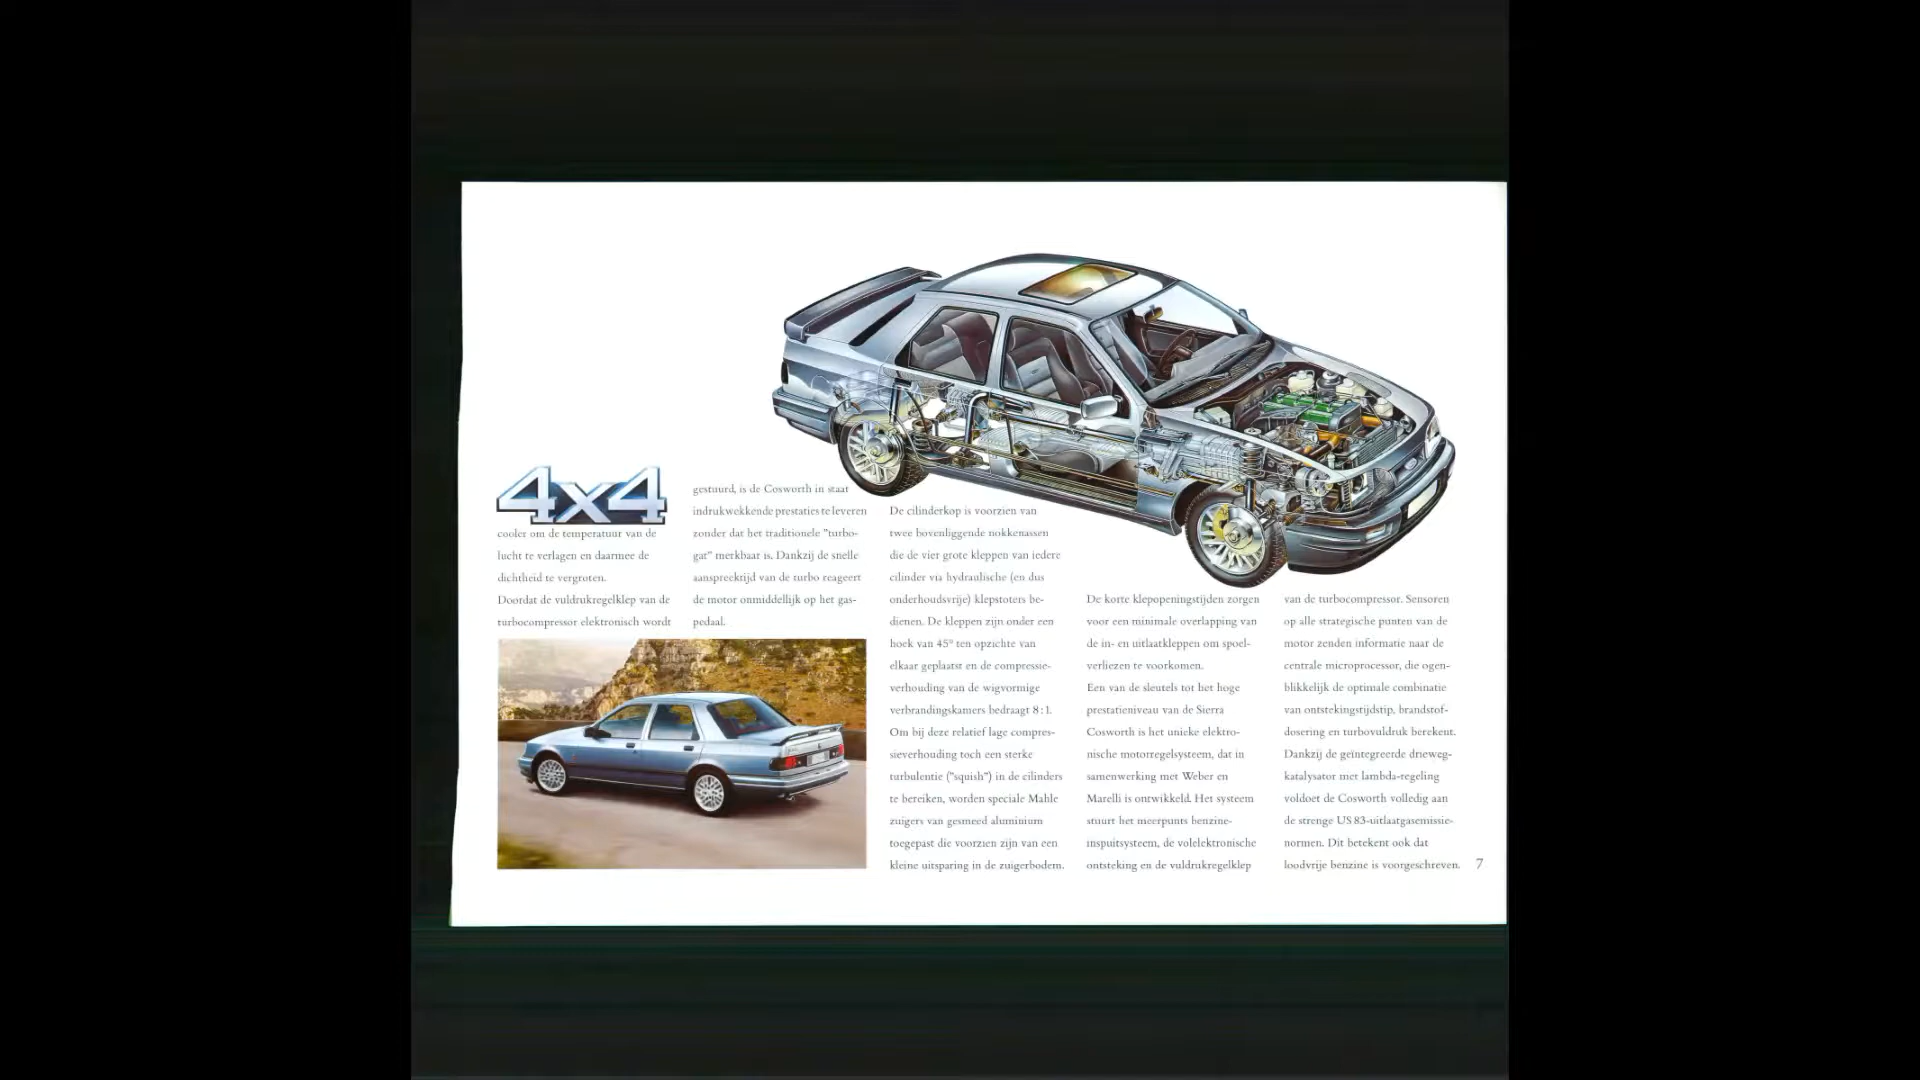 4x4
cooler om de temperatuur van de
lucht te verlagen en daarmee de
dichtheid te vergroten.
Doordat de vuldrukregelklep van de
turbocompressor elektronisch wordt
gestuurd, is de Cosworth in staat
indrukwekkende prestaties te leveren
zonder dat het traditionele "turbo-
gat" merkbaar is. Dankzij de snelle
aanspreektijd van de turbo reageert
de motor onmiddellijk op het gas-
pedaal.
De cilinderkop is voorzien van
twee bovenliggende nokkenassen
die de vier grote kleppen van iedere
cilinder via hydraulische (en dus
onderhoudsvrije) klepstoters be-
dienen. De kleppen zijn onder een
hoek van 45° ten opzichte van
elkaar geplaatst en de compressie-
verhouding van de wigvormige
verbrandingskamers bedraagt 8:1.
Om bij deze relatief lage compres-
sieverhouding toch een sterke
turbulentie ("squish") in de cilinders
te bereiken, worden speciale Mahle
zuigers van gesmeed aluminium
toegepast die voorzien zijn van een
kleine uitsparing in de zuigerbodem.
De korte klepopeningstijden zorgen
voor een minimale overlapping van
de in- en uitlaatkleppen om spoel-
verliezen te voorkomen.
Een van de sleutels tot het hoge
prestatieniveau van de Sierra
Cosworth is het unieke elektro-
nische motorregelsysteem, dat in
samenwerking met Weber en
Marelli is ontwikkeld. Het systeem
stuurt het meerpunts benzine-
inspuitsysteem, de volelektronische
ontsteking en de vuldrukregelklep
van de turbocompressor. Sensoren
op alle strategische punten van de
motor zenden informatie naar de
centrale microprocessor, die ogen-
blikkelijk de optimale combinatie
van ontstekingstijdstip, brandstof-
dosering en turbovuldruk berekent.
Dankzij de geïntegreerde drieweg-
katalysator met lambda-regeling
voldoet de Cosworth volledig aan
de strenge US 83-uitlaatgasemissie-
normen. Dit betekent ook dat
loodvrije benzine is voorgeschreven.
7